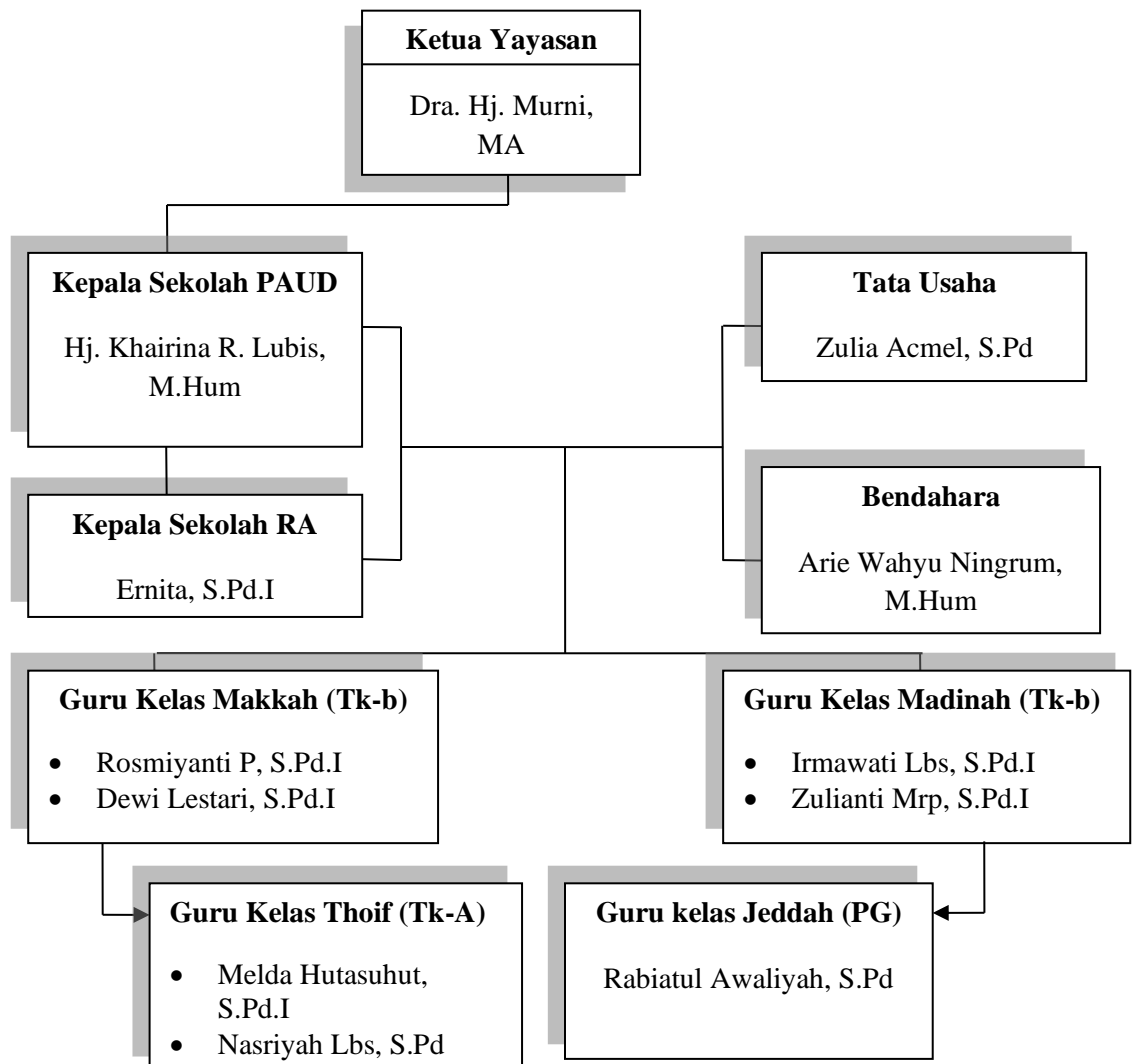 Ketua Yayasan
Dra. Hj. Murni,
MA
Kepala Sekolah PAUD
Hj. Khairina R. Lubis,
M.Hum
Tata Usaha
Zulia Acmel, S.Pd
Kepala Sekolah RA
Ernita, S.Pd.I
Bendahara
Arie Wahyu Ningrum,
M.Hum
Guru Kelas Makkah (Tk-b)
• Rosmiyanti P, S.Pd.I
• Dewi Lestari, S.Pd.I
Guru Kelas Madinah (Tk-b)
• Irmawati Lbs, S.Pd.I
• Zulianti Mrp, S.Pd.I
Guru Kelas Thoif (Tk-A)
• Melda Hutasuhut,
S.Pd.I
• Nasriyah Lbs, S.Pd
Guru kelas Jeddah (PG)
Rabiatul Awaliyah, S.Pd